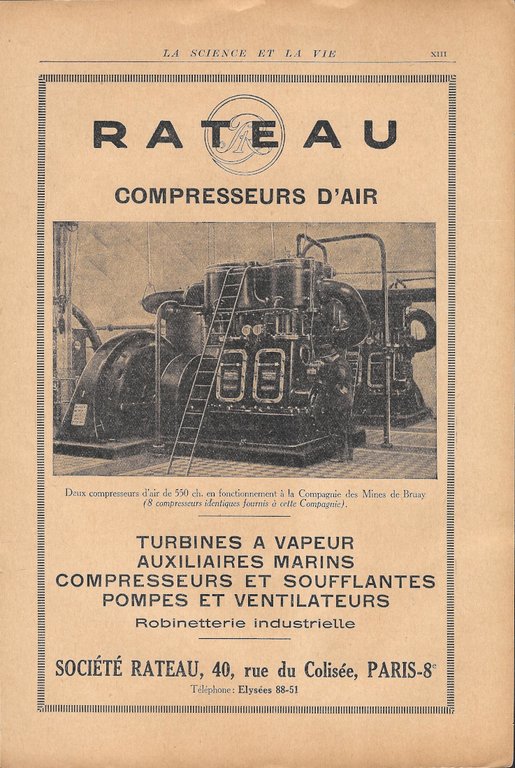 LA SCIENCE ET LA VIE XIII
RATEAU
COMPRESSEURS D'AIR
Deux compresseurs d'air de 550 ch. en fonctionnement à la Compagnie des Mines de Bruay
(8 compresseurs identiques fournis à cette Compagnie).
TURBINES A VAPEUR
AUXILIAIRES MARINS
COMPRESSEURS ET SOUFFLANTES
POMPES ET VENTILATEURS
Robinetterie industrielle
SOCIÉTÉ RATEAU, 40, rue du Colisée, PARIS-8e
Téléphone: Elysées 88-51